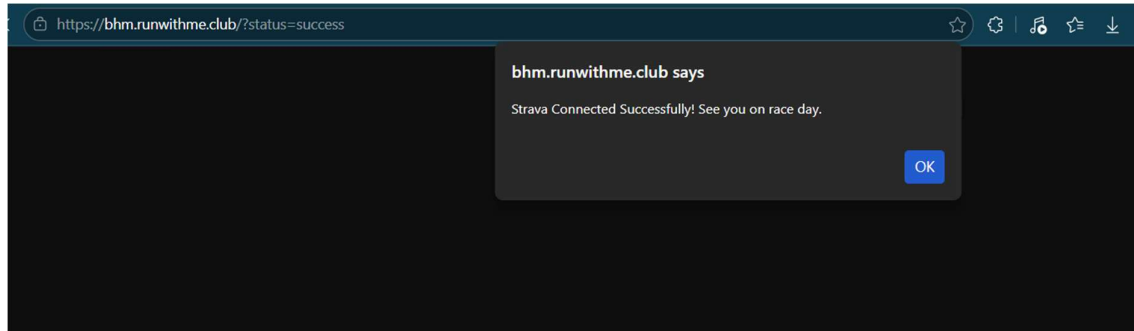 https://bhm.runwithme.club/?status=success
bhm.runwithme.club says
Strava Connected Successfully! See you on race day.
OK